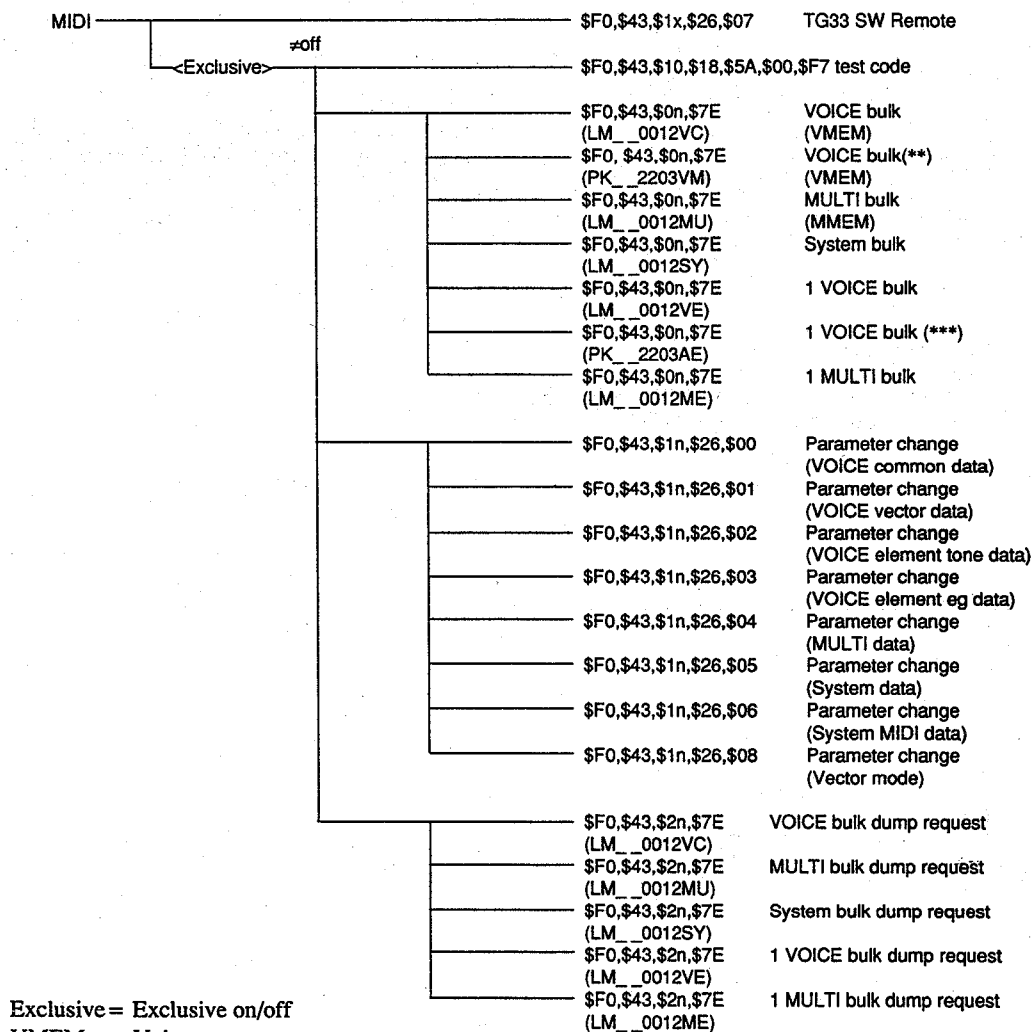 MIDI $F0,$43,$1x,$26,$07 TG33 SW Remote
≠off
<Exclusive> $F0,$43,$10,$18,$5A,$00,$F7 test code
$F0,$43,$0n,$7E VOICE bulk
(LM_ _0012VC) (VMEM)
$F0, $43,$0n,$7E VOICE bulk(**)
(PK_ _2203VM) (VMEM)
$F0,$43,$0n,$7E MULTI bulk
(LM_ _0012MU) (MMEM)
$F0,$43,$0n,$7E System bulk
(LM_ _0012SY)
$F0,$43,$0n,$7E 1 VOICE bulk
(LM_ _0012VE)
$F0,$43,$0n,$7E 1 VOICE bulk (***)
(PK_ _2203AE)
$F0,$43,$0n,$7E 1 MULTI bulk
(LM_ _0012ME)
$F0,$43,$1n,$26,$00 Parameter change
(VOICE common data)
$F0,$43,$1n,$26,$01 Parameter change
(VOICE vector data)
$F0,$43,$1n,$26,$02 Parameter change
(VOICE element tone data)
$F0,$43,$1n,$26,$03 Parameter change
(VOICE element eg data)
$F0,$43,$1n,$26,$04 Parameter change
(MULTI data)
$F0,$43,$1n,$26,$05 Parameter change
(System data)
$F0,$43,$1n,$26,$06 Parameter change
(System MIDI data)
$F0,$43,$1n,$26,$08 Parameter change
(Vector mode)
$F0,$43,$2n,$7E VOICE bulk dump request
(LM_ _0012VC)
$F0,$43,$2n,$7E MULTI bulk dump request
(LM_ _0012MU)
$F0,$43,$2n,$7E System bulk dump request
(LM_ _0012SY)
$F0,$43,$2n,$7E 1 VOICE bulk dump request
(LM_ _0012VE)
$F0,$43,$2n,$7E 1 MULTI bulk dump request
(LM_ _0012ME)
Exclusive = Exclusive on/off